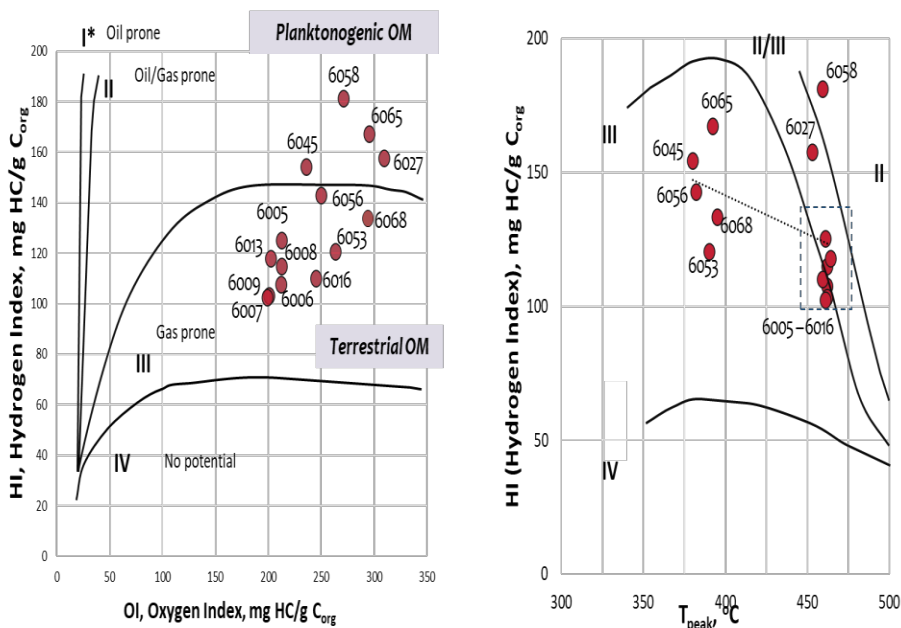 I* Oil prone
Planktonogenic OM
Oil/Gas prone
II
6058
6065
6045
6027
6056
6005
6068
6013
6008
6053
6009
6016
6007
6006
Gas prone
Terrestrial OM
III
IV
No potential
HI, Hydrogen Index, mg HC/g Corg
200
180
160
140
120
100
80
60
40
20
0
0 50 100 150 200 250 300 350
OI, Oxygen Index, mg HC/g Corg
II/III
6058
6065
6027
III
6045
II
6056
6068
6053
6005–6016
IV
HI (Hydrogen Index), mg HC/g Corg
200
150
100
50
0
300 350 400 450 500
Tpeak, °C